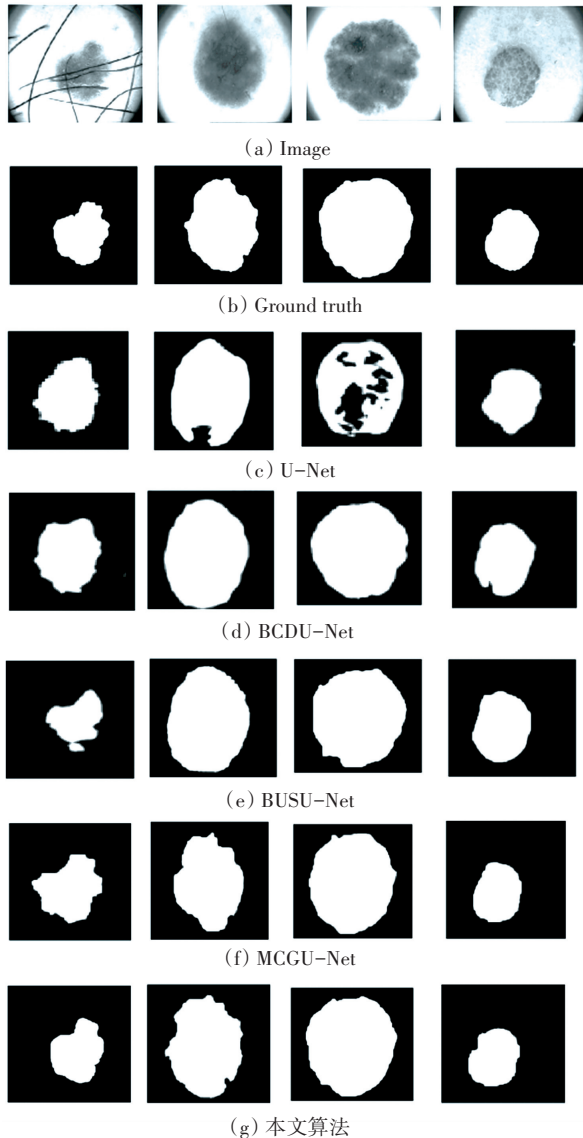 (a) Image
(b) Ground truth
(c) U-Net
(d) BCDU-Net
(e) BUSU-Net
(f) MCGU-Net
(g) 本文算法